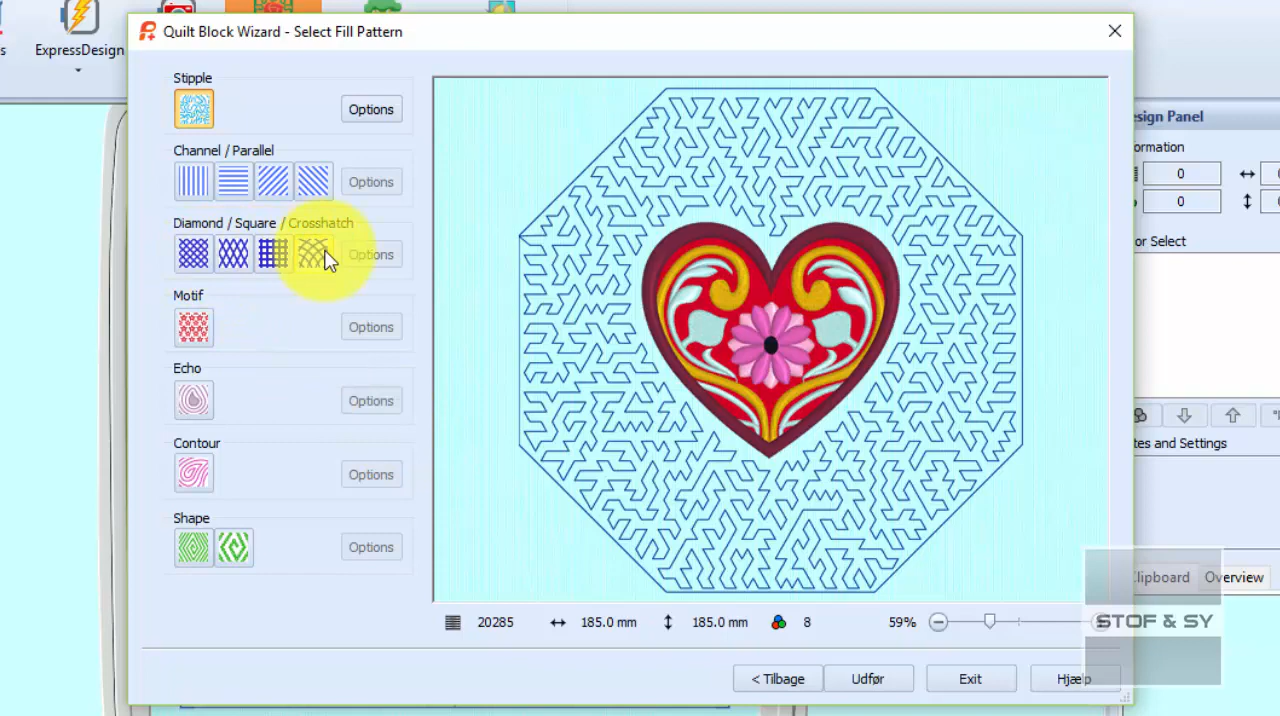 ExpressDesign
Quilt Block Wizard - Select Fill Pattern
Stipple
Options
Channel / Parallel
Options
Diamond / Square / Crosshatch
Options
Motif
Options
Echo
Options
Contour
Options
Shape
Options
20285
185.0 mm
185.0 mm
8
59%
< Tilbage
Udfør
Exit
Hjælp
esign Panel
ormation
0
0
or Select
tes and Settings
Clipboard
Overview
STOF & SY